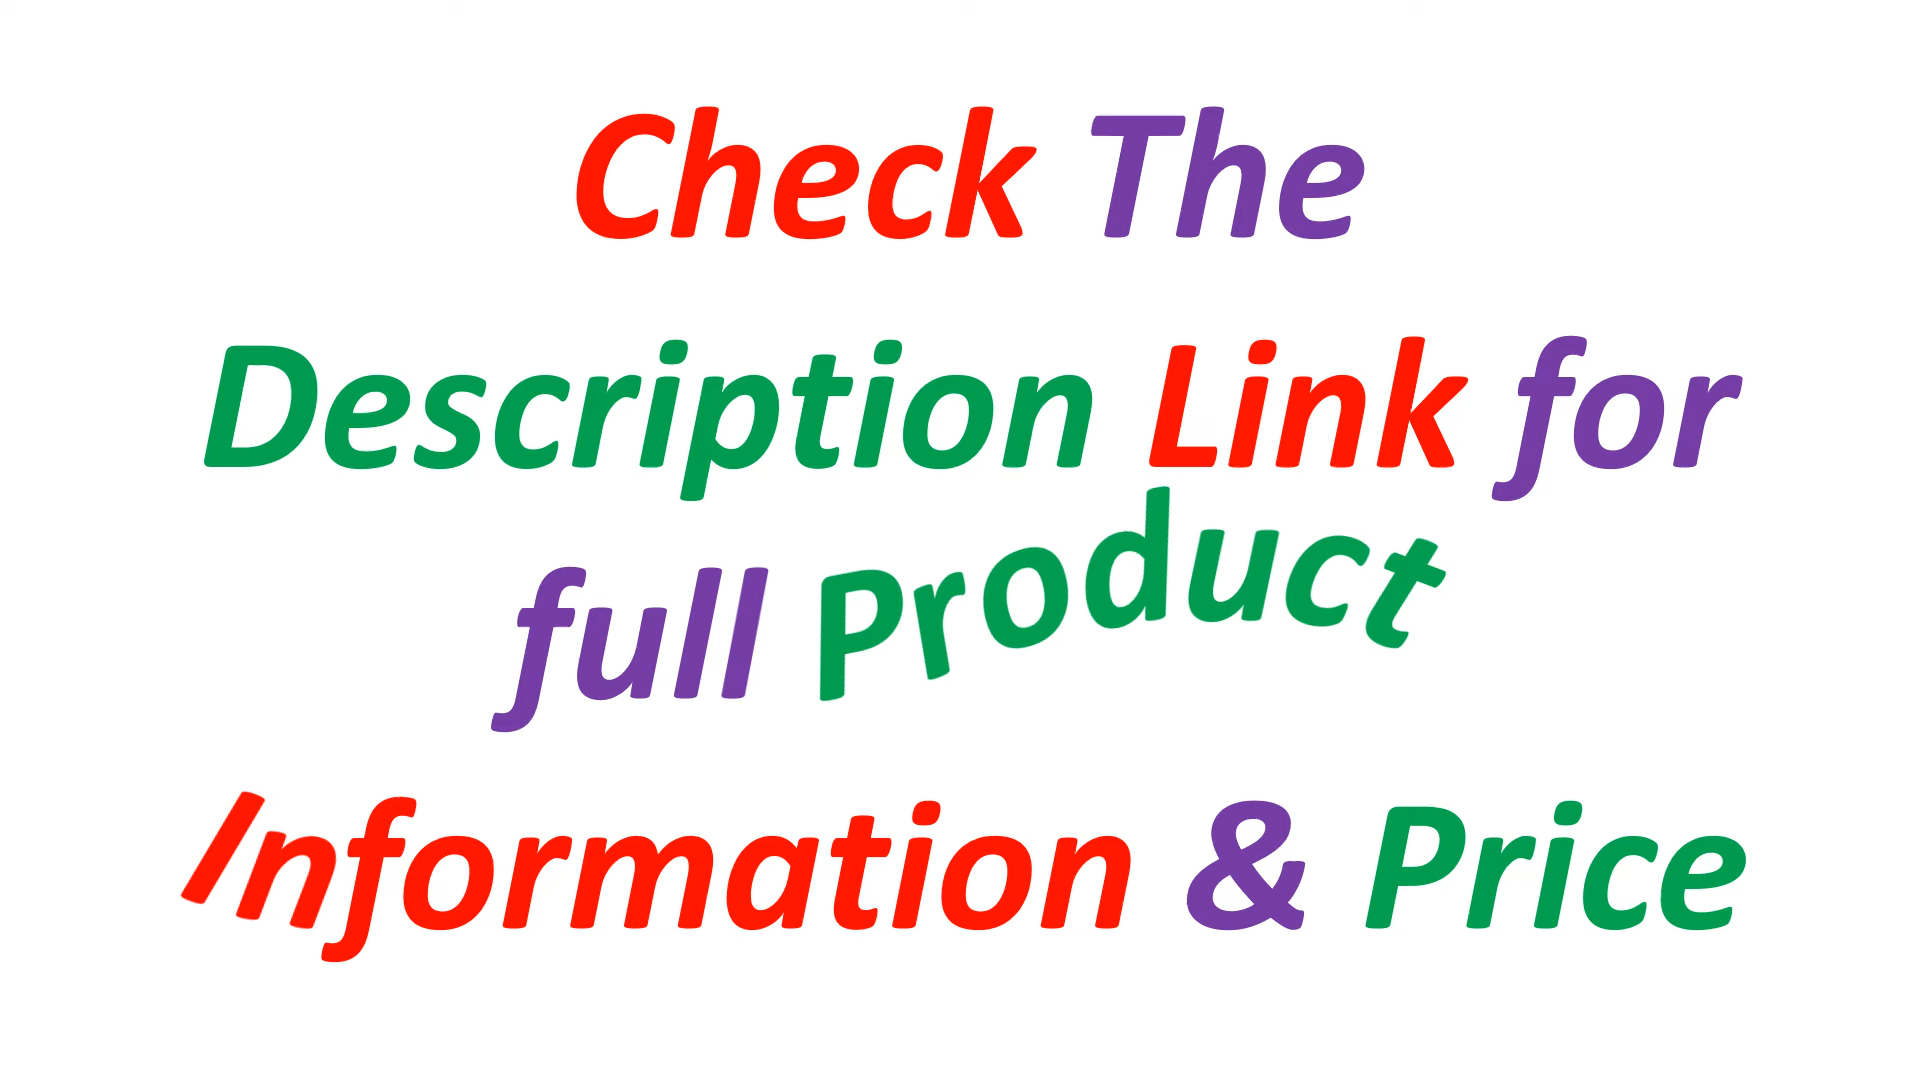 Check The
Description Link for
full Product
Information & Price